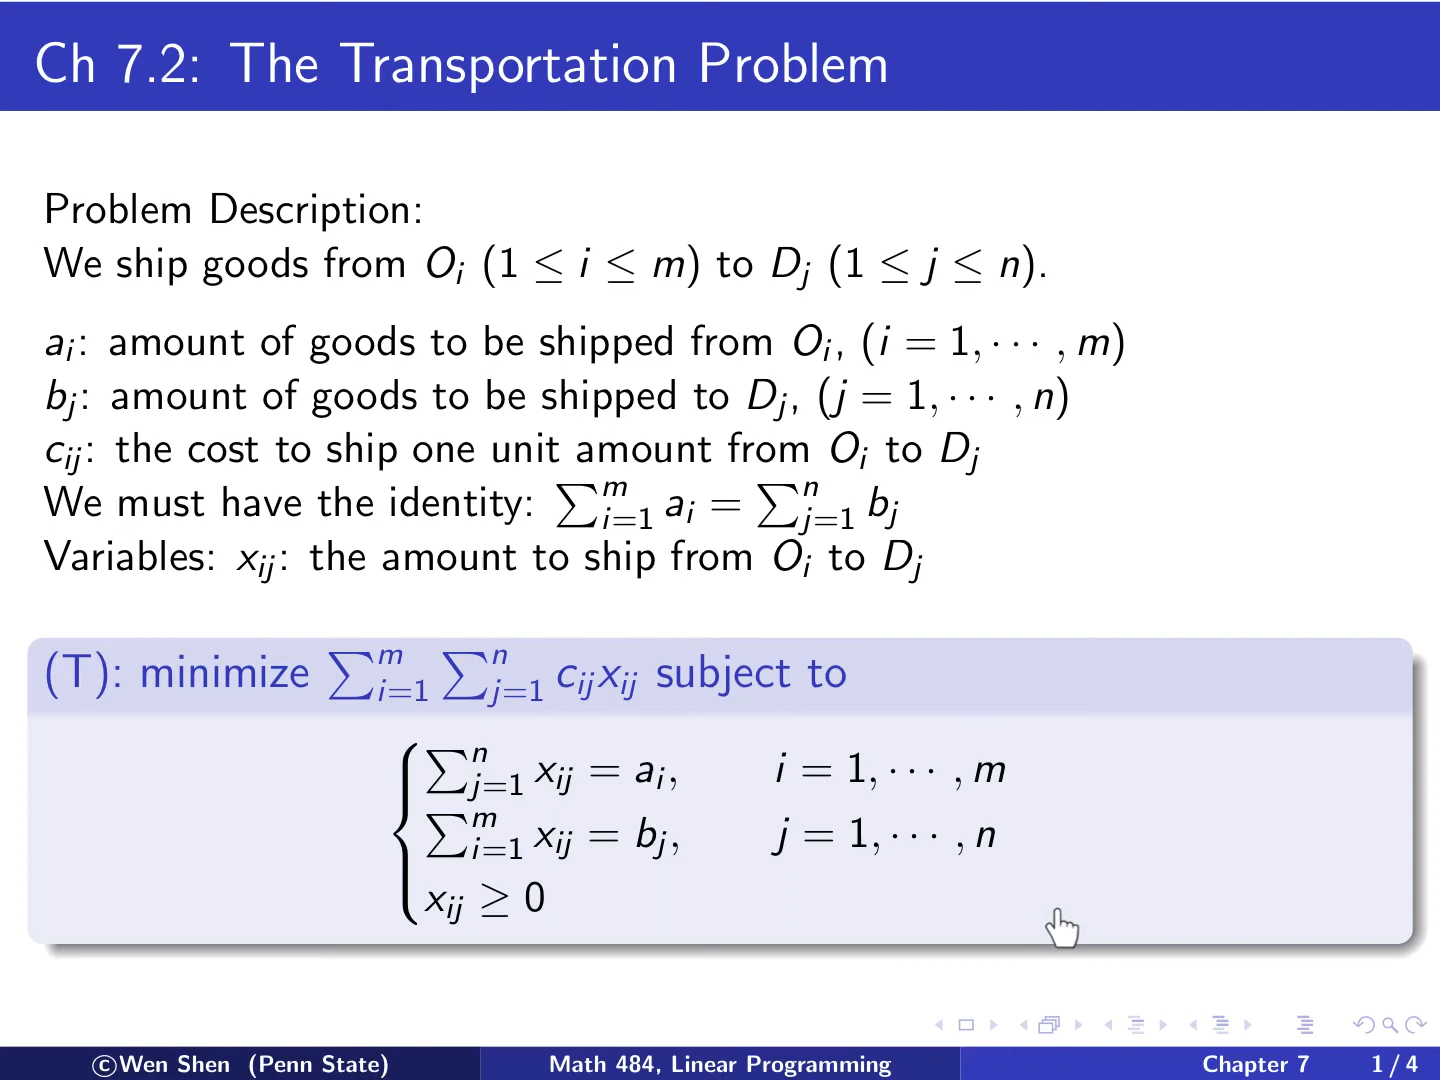 Ch 7.2: The Transportation Problem
Problem Description:
We ship goods from O_i (1 ≤ i ≤ m) to D_j (1 ≤ j ≤ n).
a_i: amount of goods to be shipped from O_i, (i = 1, · · · , m)
b_j: amount of goods to be shipped to D_j, (j = 1, · · · , n)
c_ij: the cost to ship one unit amount from O_i to D_j
We must have the identity: ∑_{i=1}^m a_i = ∑_{j=1}^n b_j
Variables: x_ij: the amount to ship from O_i to D_j
(T): minimize ∑_{i=1}^m ∑_{j=1}^n c_ij x_ij subject to
∑_{j=1}^n x_ij = a_i, i = 1, · · · , m
∑_{i=1}^m x_ij = b_j, j = 1, · · · , n
x_ij ≥ 0
©Wen Shen (Penn State) Math 484, Linear Programming Chapter 7 1 / 4